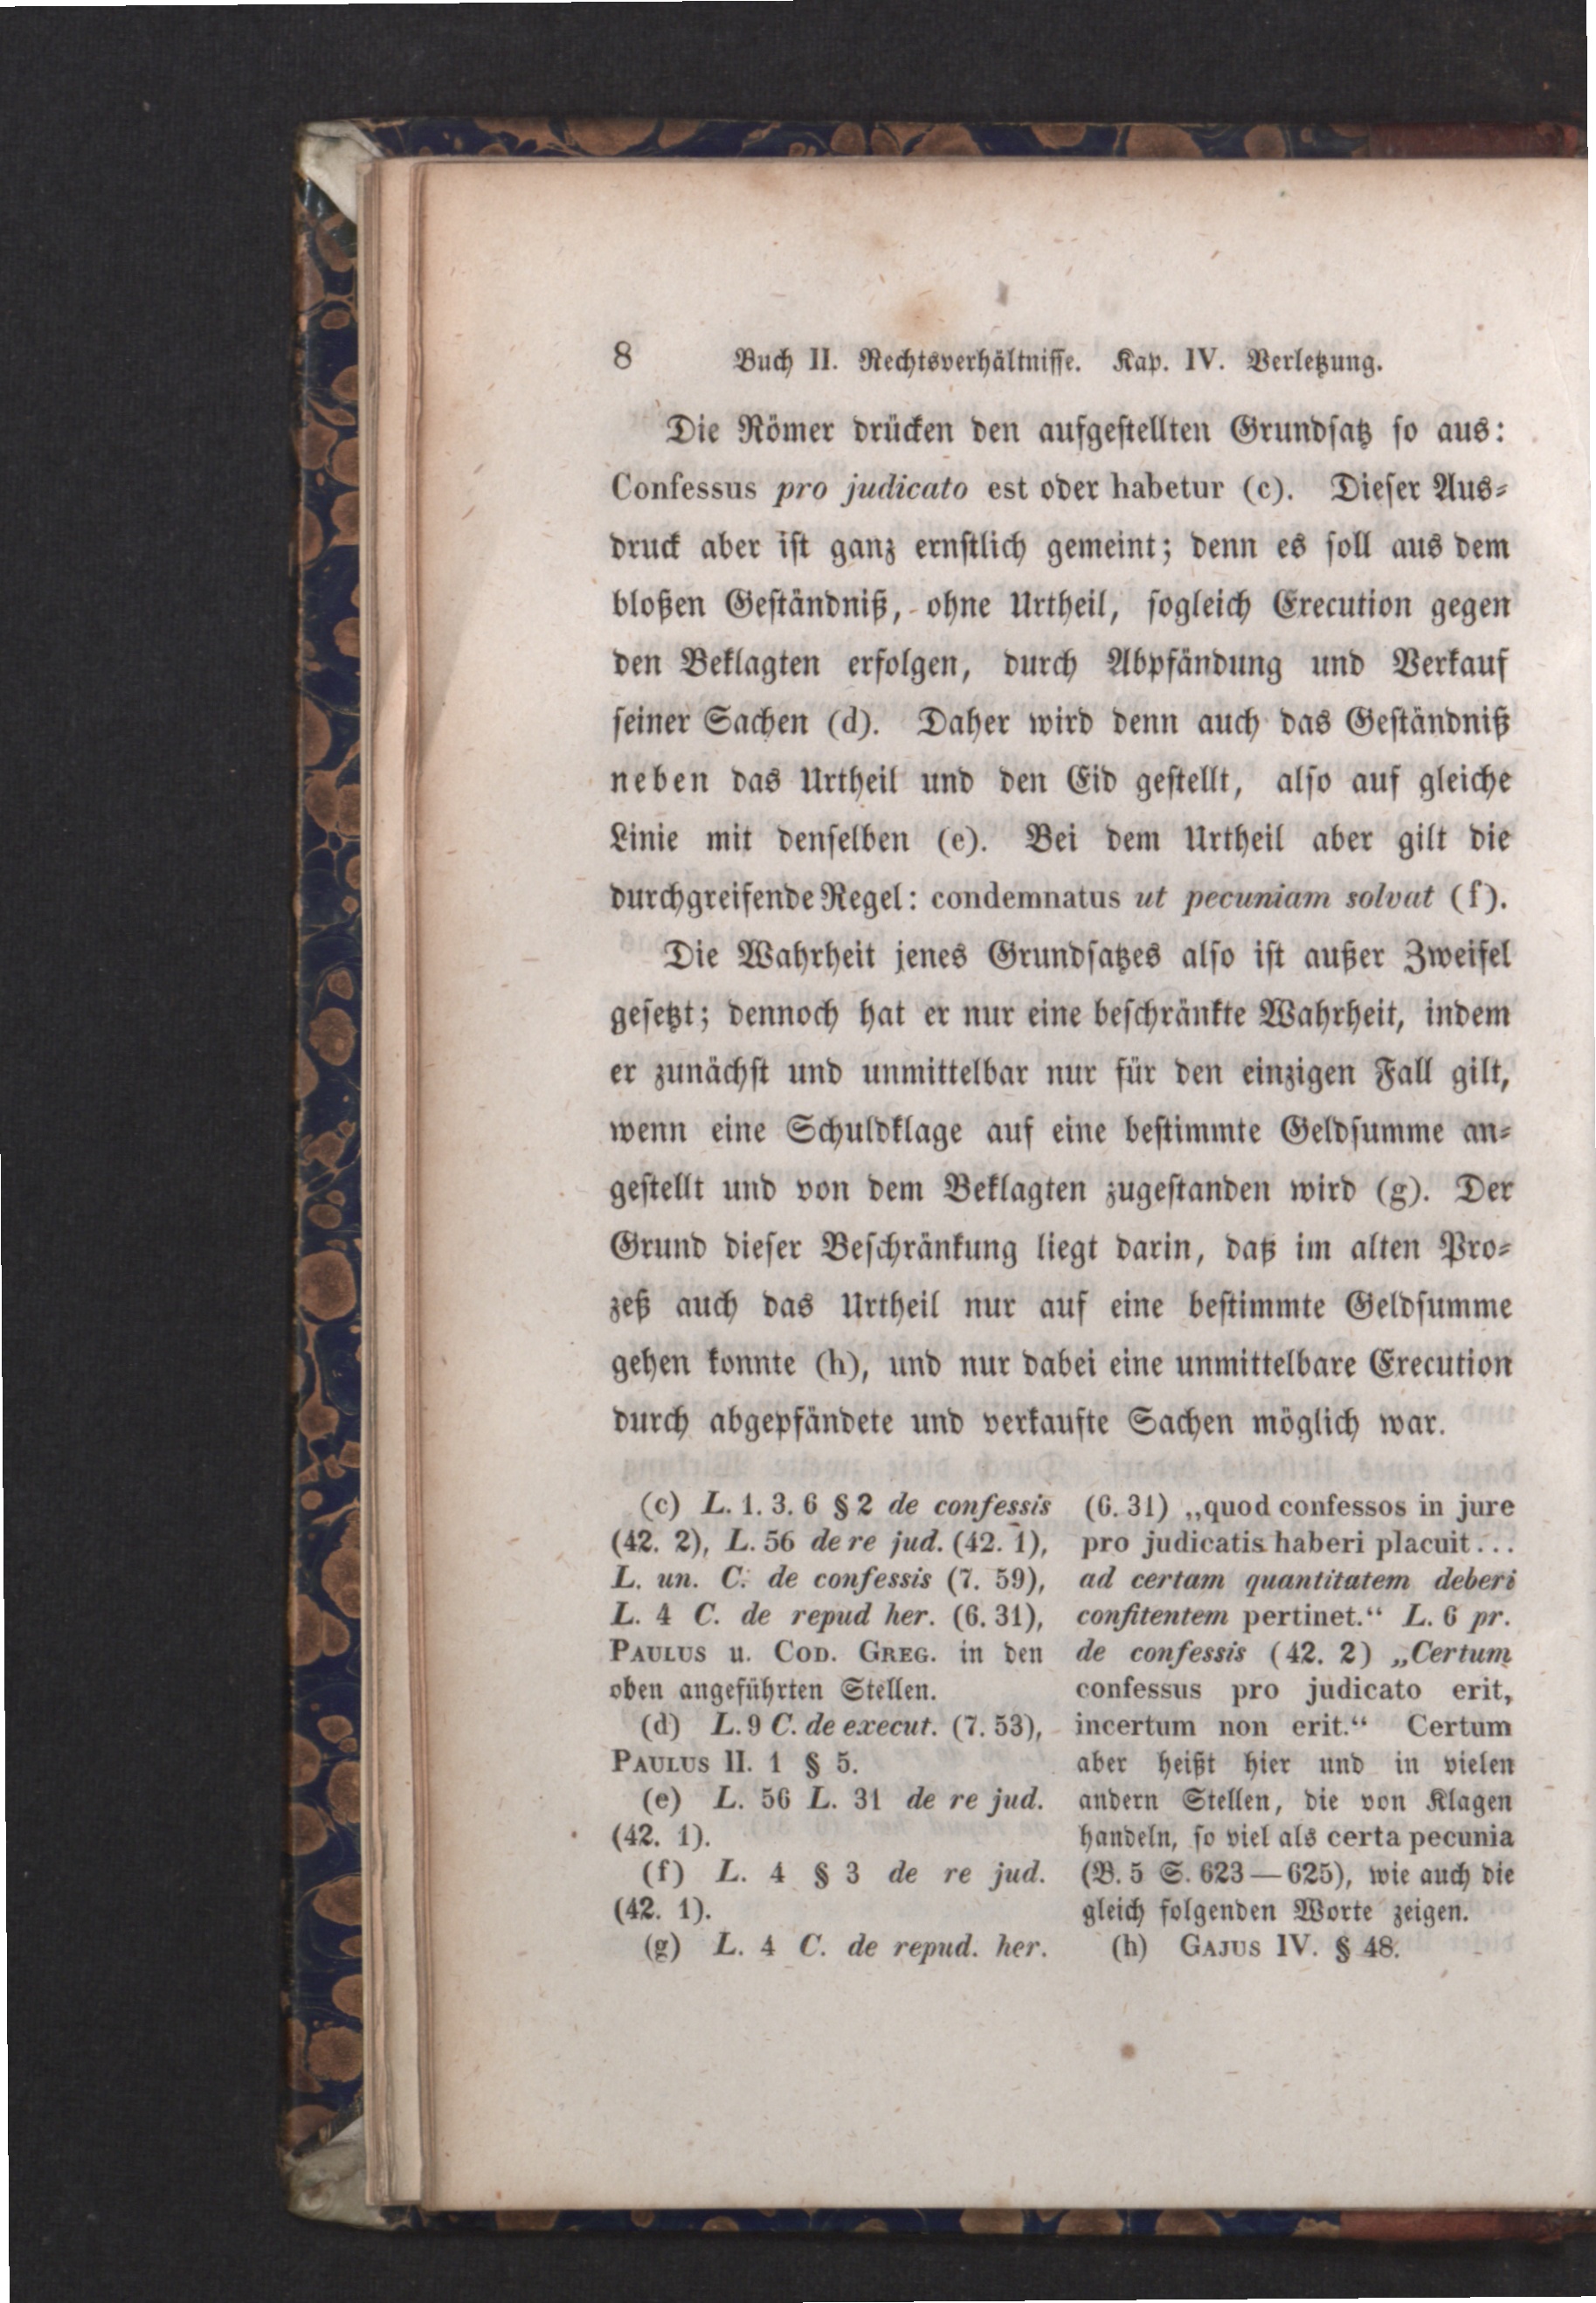 8 Buch II. Rechtsverhältnisse. Kap. IV. Verletzung.
Die Römer drücken den aufgestellten Grundsatz so aus:
Confessus pro judicato est oder habetur (c). Dieser Aus-
druck aber ist ganz ernstlich gemeint; denn es soll aus dem
bloßen Geständniß, ohne Urtheil, sogleich Execution gegen
den Beklagten erfolgen, durch Abpfändung und Verkauf
seiner Sachen (d). Daher wird denn auch das Geständniß
neben das Urtheil und den Eid gestellt, also auf gleiche
Linie mit denselben (e). Bei dem Urtheil aber gilt die
durchgreifende Regel: condemnatus ut pecuniam solvat (f).
Die Wahrheit jenes Grundsatzes also ist außer Zweifel
gesetzt; dennoch hat er nur eine beschränkte Wahrheit, indem
er zunächst und unmittelbar nur für den einzigen Fall gilt,
wenn eine Schuldklage auf eine bestimmte Geldsumme an-
gestellt und von dem Beklagten zugestanden wird (g). Der
Grund dieser Beschränkung liegt darin, daß im alten Pro-
zeß auch das Urtheil nur auf eine bestimmte Geldsumme
gehen konnte (h), und nur dabei eine unmittelbare Execution
durch abgepfändete und verkaufte Sachen möglich war.
(c) L. 1. 3. 6 § 2 de confessis
(42. 2), L. 56 de re jud. (42. 1),
L. un. C. de confessis (7. 59),
L. 4 C. de repud her. (6. 31),
PAULUS u. COD. GREG. in den
oben angeführten Stellen.
(d) L. 9 C. de execut. (7. 53),
PAULUS II. 1 § 5.
(e) L. 56 L. 31 de re jud.
(42. 1).
(f) L. 4 § 3 de re jud.
(42. 1).
(g) L. 4 C. de repud. her.
(6. 31) „quod confessos in jure
pro judicatis haberi placuit...
ad certam quantitatem deberi
confitentem pertinet.“ L. 6 pr.
de confessis (42. 2) „Certum
confessus pro judicato erit,
incertum non erit.“ Certum
aber heißt hier und in vielen
andern Stellen, die von Klagen
handeln, so viel als certa pecunia
(B. 5 S. 623—625), wie auch die
gleich folgenden Worte zeigen.
(h) GAJUS IV. § 48.